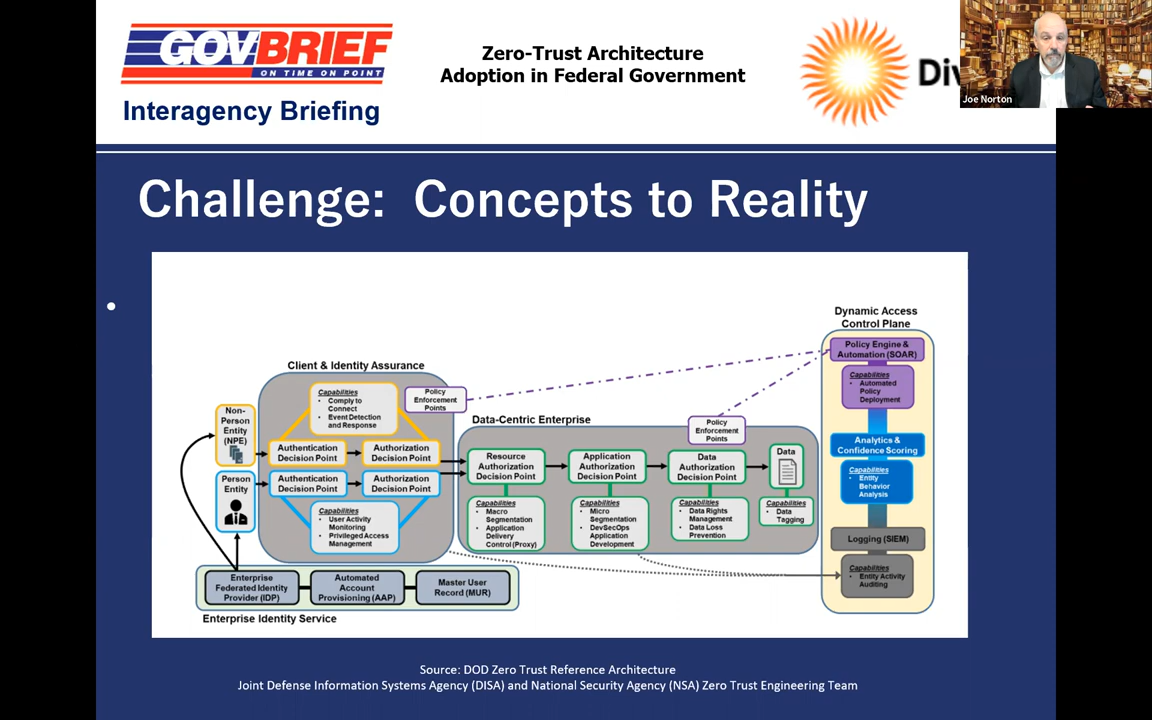 GOVBRIEF
ON TIME ON POINT
Interagency Briefing
Zero-Trust Architecture
Adoption in Federal Government
Joe Norton
Challenge: Concepts to Reality
Dynamic Access
Control Plane
Policy Engine &
Automation (SOAR)
Capabilities
• Automated
Policy
Deployment
Analytics &
Confidence Scoring
Capabilities
• Entity
Behavior
Analysis
Logging (SIEM)
Capabilities
• Entity Activity
Auditing
Client & Identity Assurance
Capabilities
• Comply to
Connect
• Event Detection
and Response
Policy
Enforcement
Points
Non-
Person
Entity
(NPE)
Authentication
Decision Point
Authorization
Decision Point
Person
Entity
Authentication
Decision Point
Authorization
Decision Point
Capabilities
• User Activity
Monitoring
• Privileged Access
Management
Data-Centric Enterprise
Policy
Enforcement
Points
Resource
Authorization
Decision Point
Application
Authorization
Decision Point
Data
Authorization
Decision Point
Data
Capabilities
• Macro
Segmentation
• Application
Delivery
Control (Proxy)
Capabilities
• Micro
Segmentation
• DevSecOps
Application
Development
Capabilities
• Data Rights
Management
• Data Loss
Prevention
Capabilities
• Data
Tagging
Enterprise
Federated Identity
Provider (IDP)
Automated
Account
Provisioning (AAP)
Master User
Record (MUR)
Enterprise Identity Service
Source: DOD Zero Trust Reference Architecture
Joint Defense Information Systems Agency (DISA) and National Security Agency (NSA) Zero Trust Engineering Team